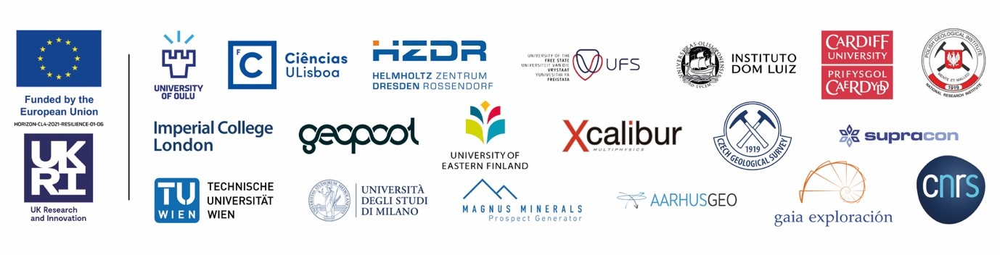 Funded by the
European Union
HORIZON-CL4-2021-RESILIENCE-01-06
UK
RI
UK Research
and Innovation
UNIVERSITY
OF OULU
F
C
Ciências
ULisboa
HZDR
HELMHOLTZ ZENTRUM
DRESDEN ROSSENDORF
UNIVERSITY OF THE
FREE STATE
UNIVERSITEIT VAN DIE
VRYSTAAT
YUNIVESITHI YA
FREISTATA
UFS
INSTITUTO
DOM LUIZ
CARDIFF
UNIVERSITY
PRIFYSGOL
CAERDYDD
POLISH GEOLOGICAL INSTITUTE
MENTE ET MALLEO
1919
NATIONAL RESEARCH INSTITUTE
Imperial College
London
geopool
UNIVERSITY OF
EASTERN FINLAND
Xcalibur
MULTIPHYSICS
1919
CZECH GEOLOGICAL SURVEY
supracon
TU
WIEN
TECHNISCHE
UNIVERSITÄT
WIEN
UNIVERSITÀ
DEGLI STUDI
DI MILANO
MAGNUS MINERALS
Prospect Generator
AARHUSGEO
gaia exploración
cnrs